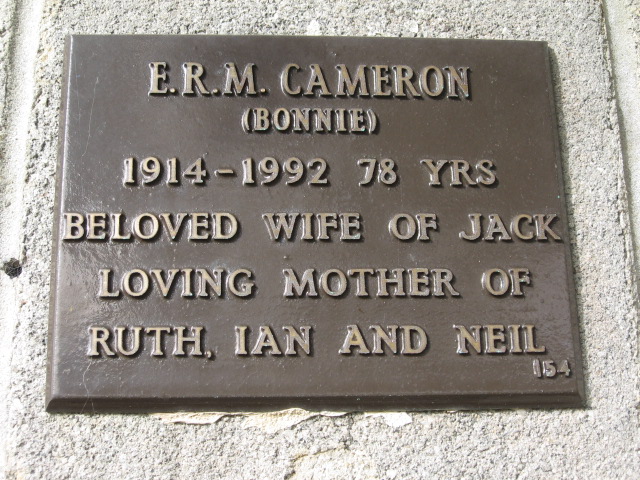 E.R.M. CAMERON
(BONNIE)
1914-1992 78 YRS
BELOVED WIFE OF JACK
LOVING MOTHER OF
RUTH, IAN AND NEIL
154